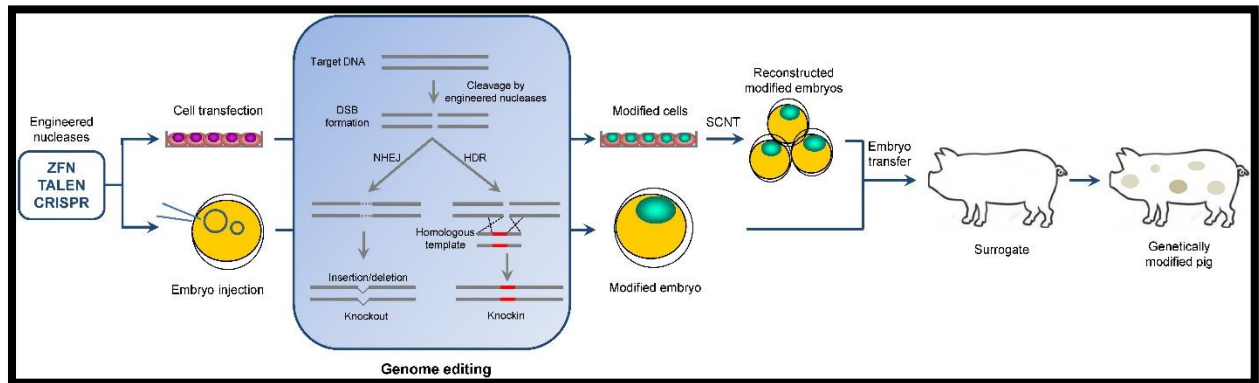 Engineered
nucleases
ZFN
TALEN
CRISPR
Cell transfection
Embryo injection
Target DNA
Cleavage by
engineered nucleases
DSB
formation
NHEJ
HDR
Homologous
template
Insertion/deletion
Knockout
Knockin
Genome editing
Modified cells
SCNT
Reconstructed
modified embryos
Modified embryo
Embryo
transfer
Surrogate
Genetically
modified pig